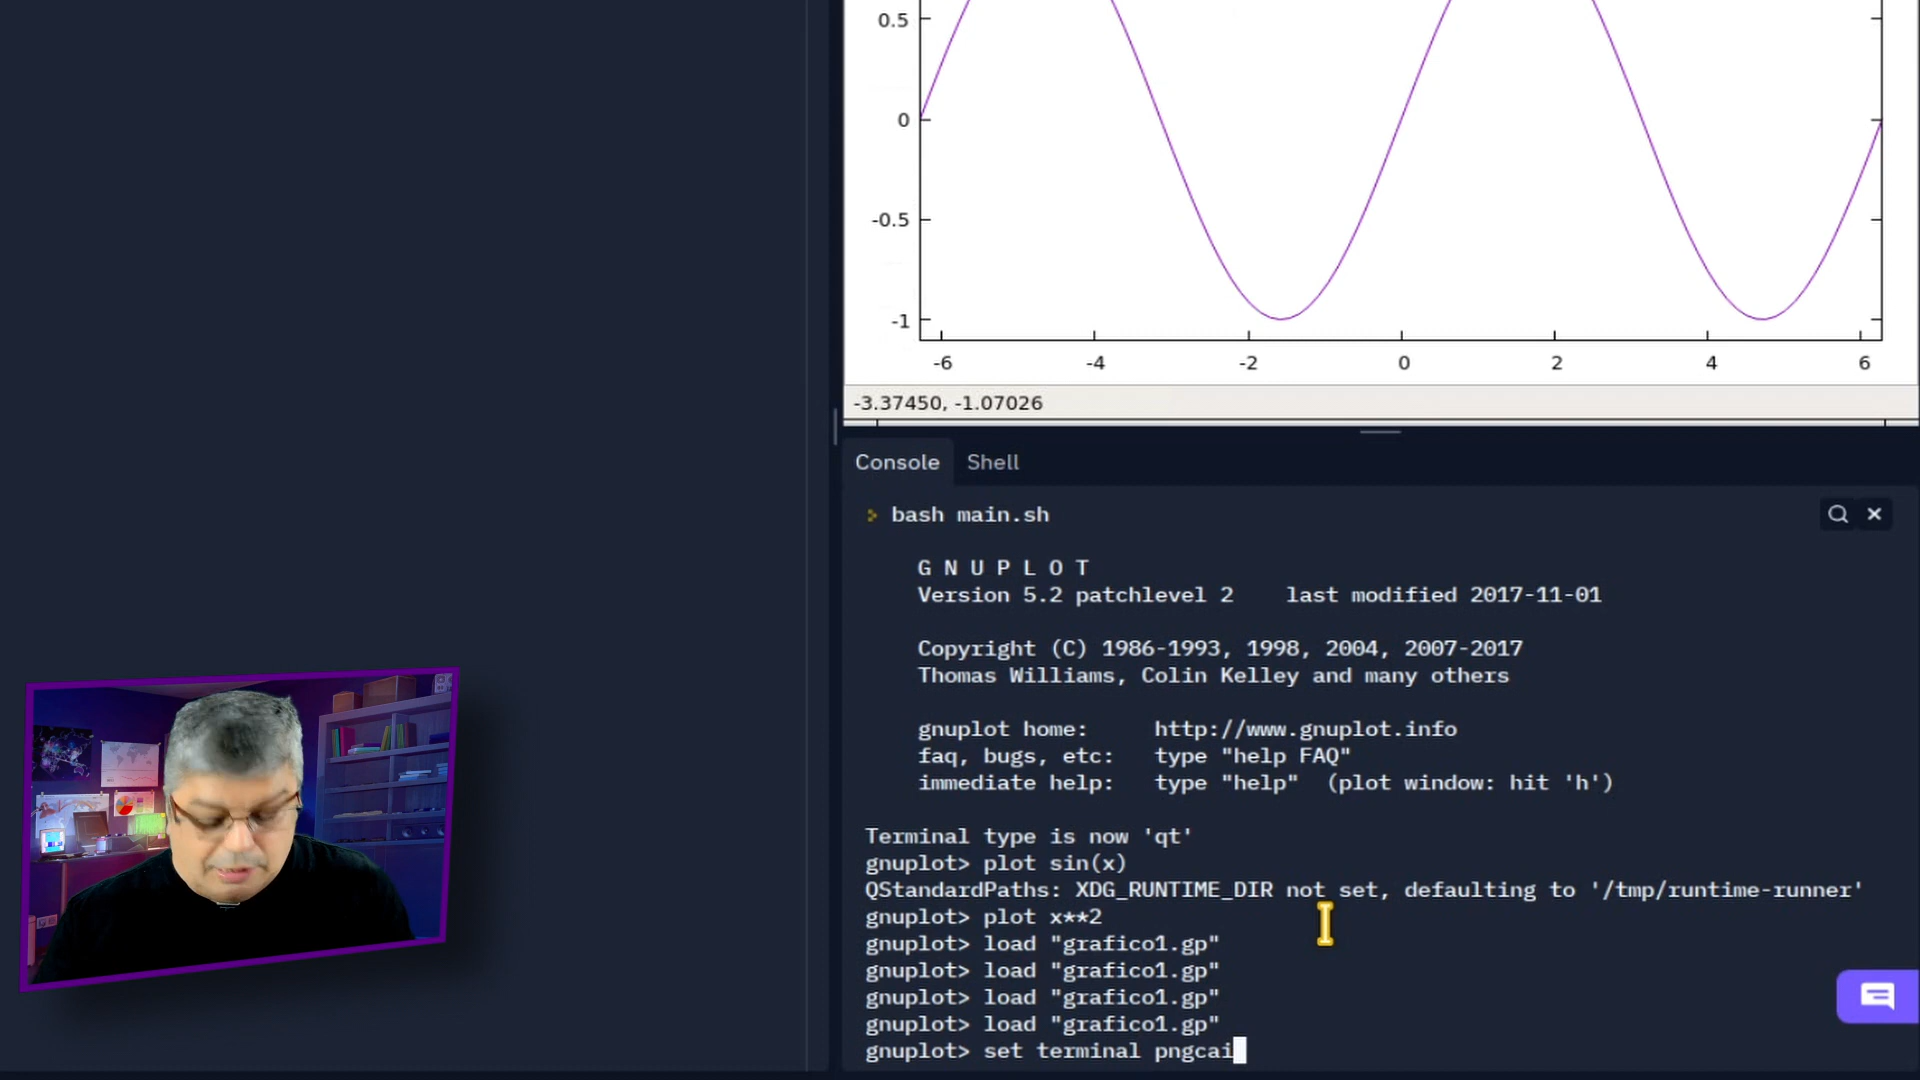 0.5
0
-0.5
-1
-6 -4 -2 0 2 4 6
-3.37450, -1.07026
Console Shell
bash main.sh
G N U P L O T
Version 5.2 patchlevel 2    last modified 2017-11-01
Copyright (C) 1986-1993, 1998, 2004, 2007-2017
Thomas Williams, Colin Kelley and many others
gnuplot home:     http://www.gnuplot.info
faq, bugs, etc:   type "help FAQ"
immediate help:   type "help"  (plot window: hit 'h')
Terminal type is now 'qt'
gnuplot> plot sin(x)
QStandardPaths: XDG_RUNTIME_DIR not set, defaulting to '/tmp/runtime-runner'
gnuplot> plot x**2
gnuplot> load "grafico1.gp"
gnuplot> load "grafico1.gp"
gnuplot> load "grafico1.gp"
gnuplot> load "grafico1.gp"
gnuplot> set terminal pngcai